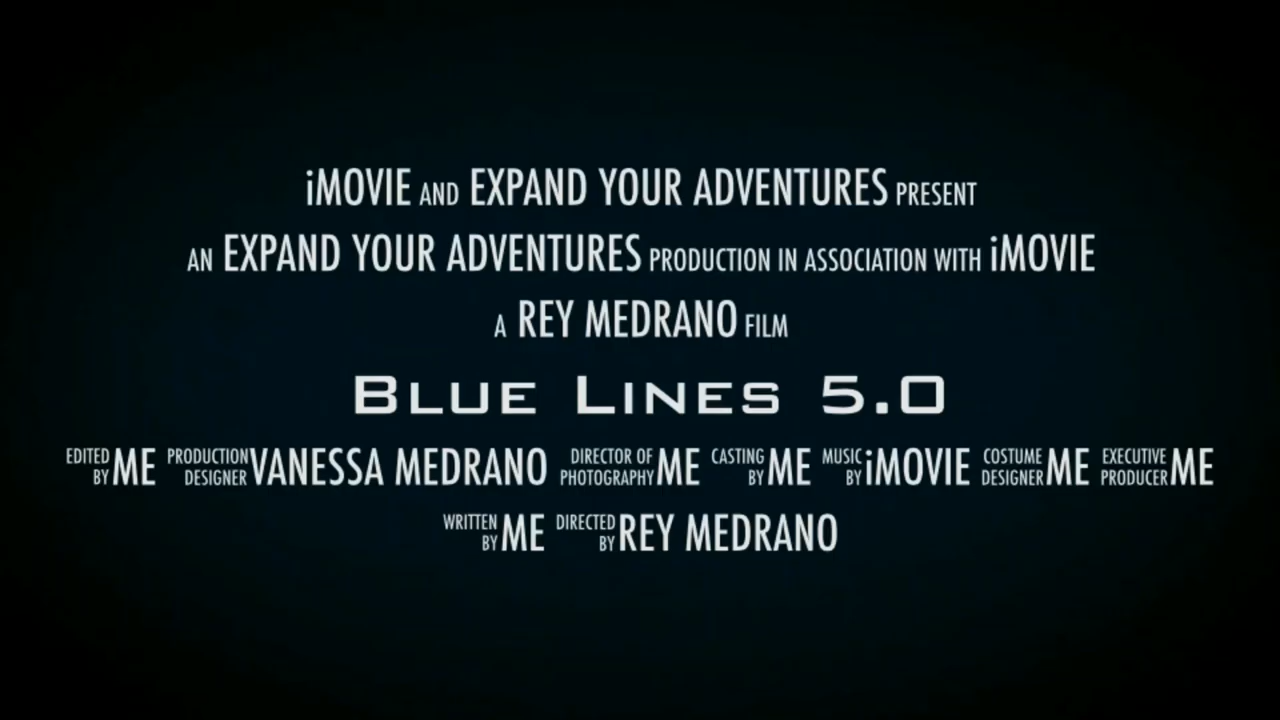 iMOVIE AND EXPAND YOUR ADVENTURES PRESENT
AN EXPAND YOUR ADVENTURES PRODUCTION IN ASSOCIATION WITH iMOVIE
A REY MEDRANO FILM
BLUE LINES 5.0
EDITED BY ME PRODUCTION DESIGNER VANESSA MEDRANO DIRECTOR OF PHOTOGRAPHY ME CASTING BY ME MUSIC BY iMOVIE COSTUME DESIGNER ME EXECUTIVE PRODUCER ME
WRITTEN BY ME DIRECTED BY REY MEDRANO